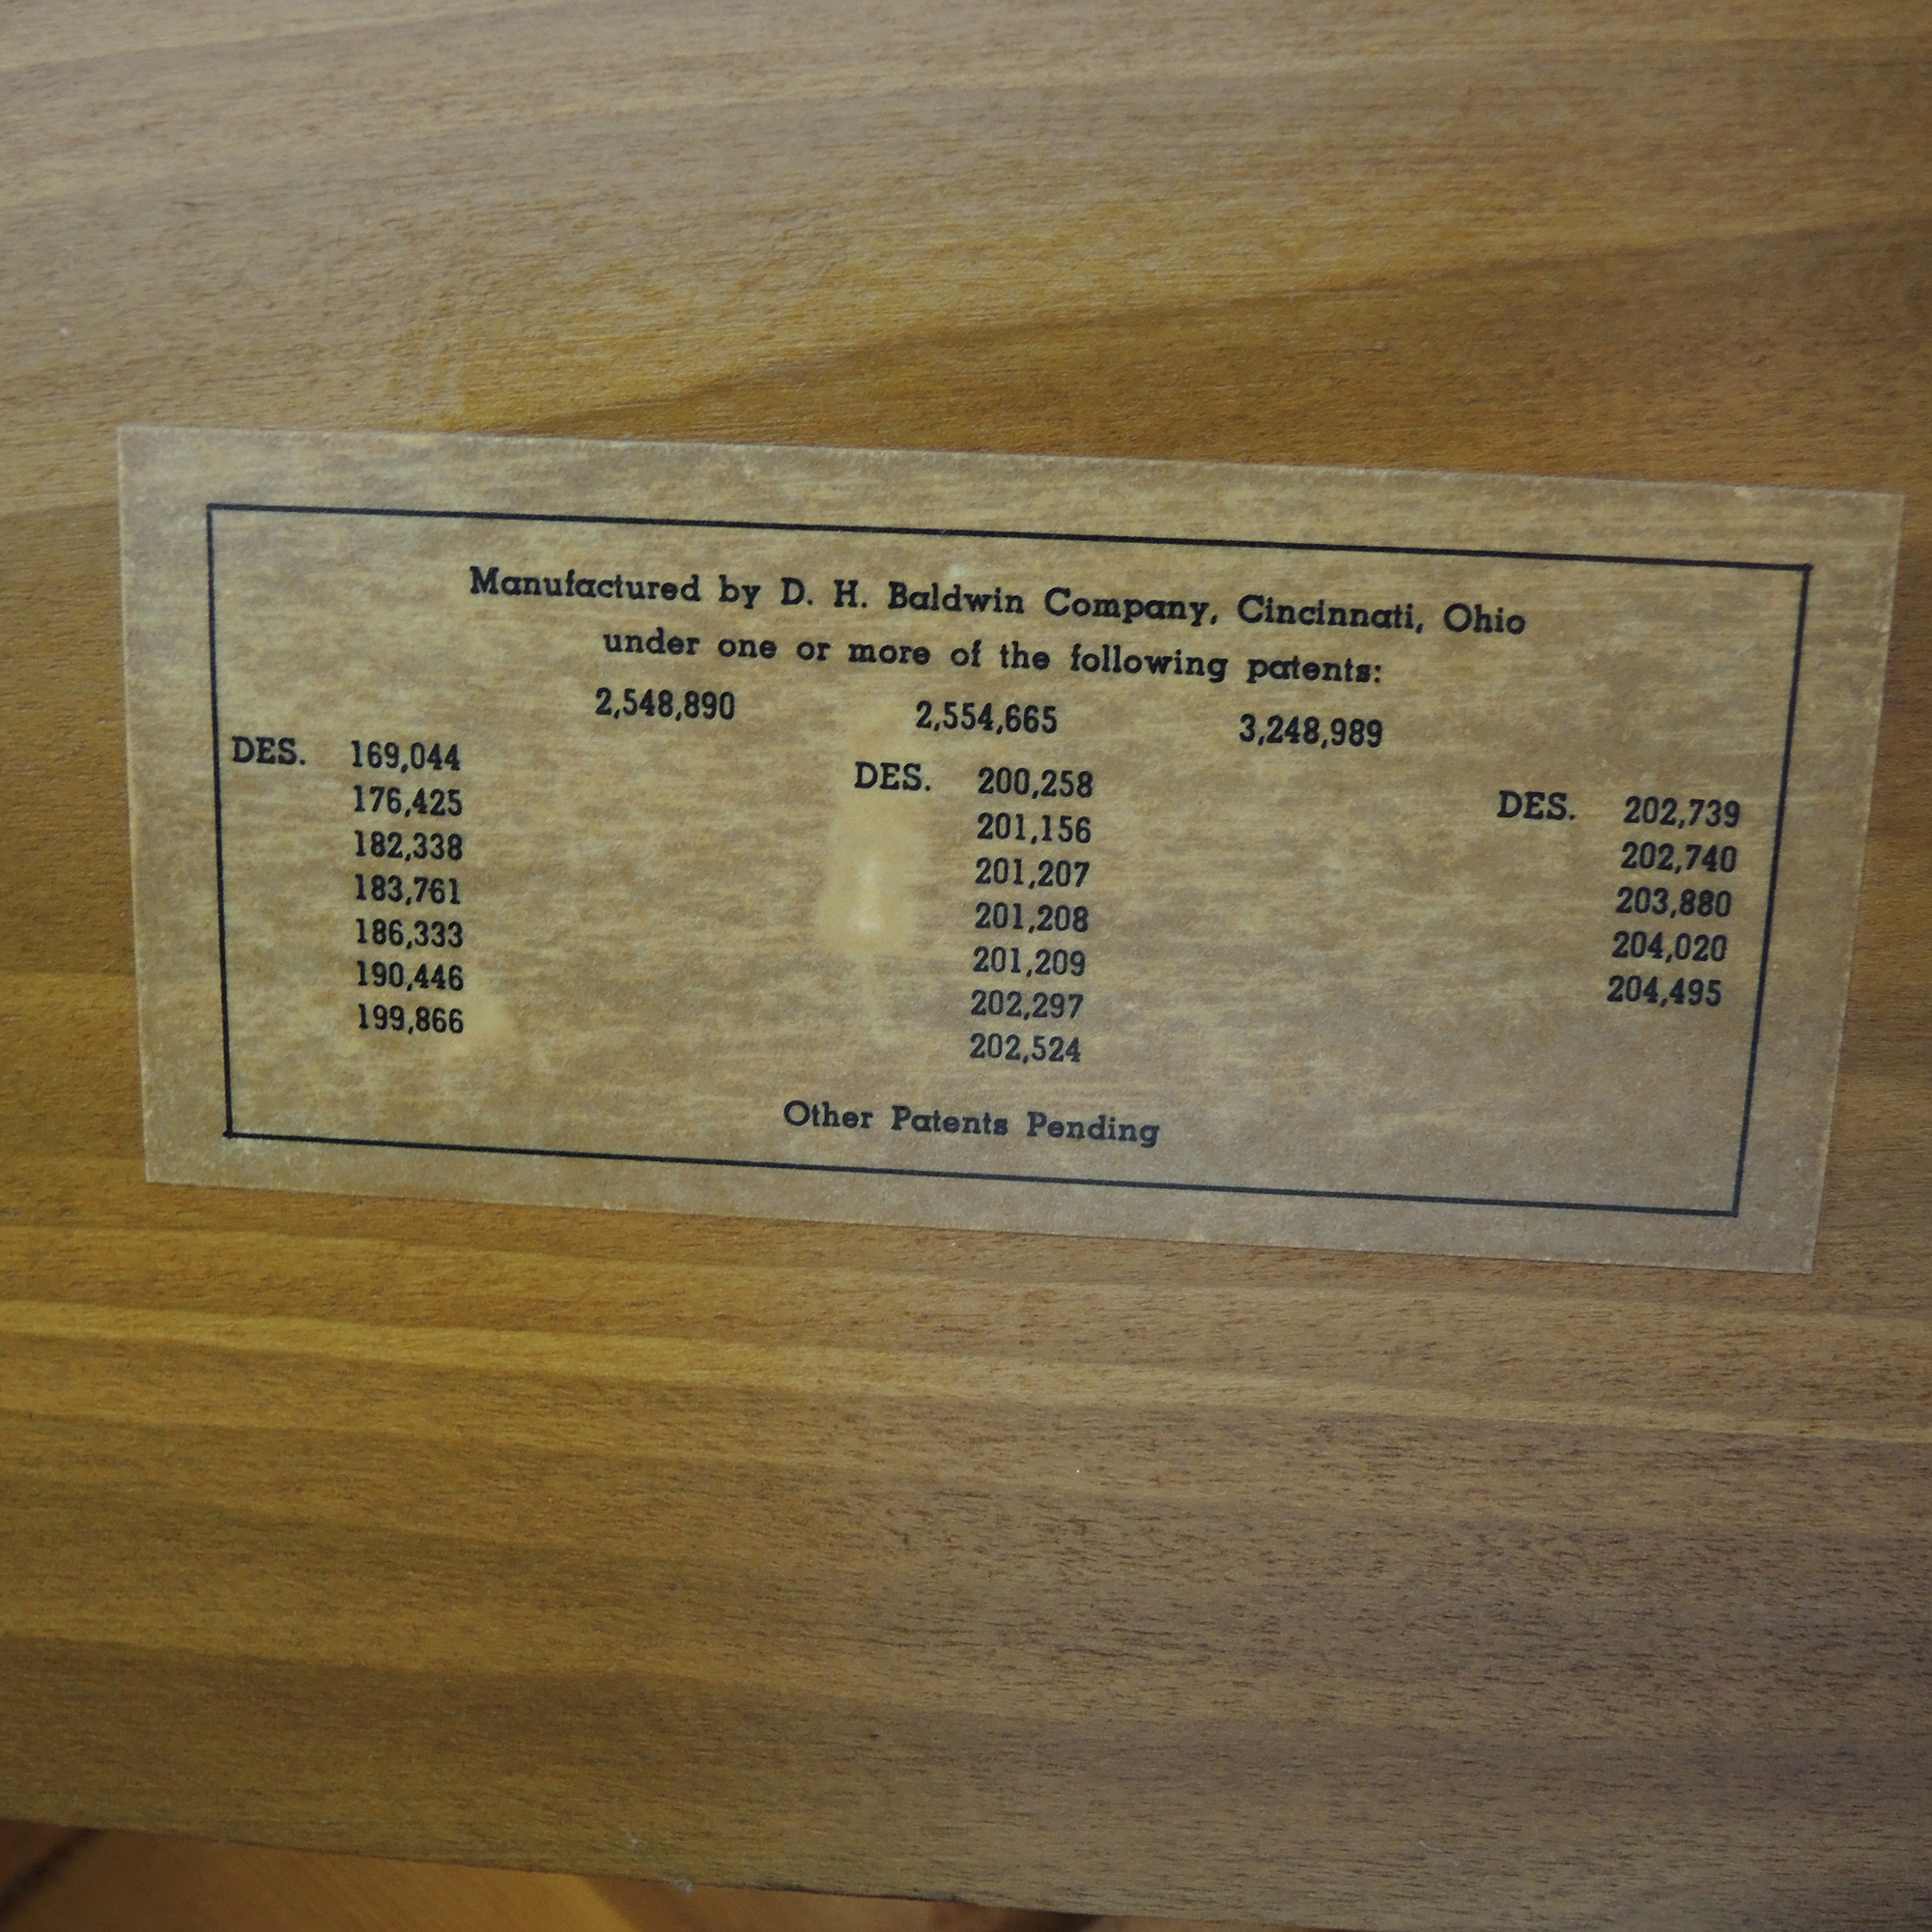 Manufactured by D. H. Baldwin Company, Cincinnati, Ohio
under one or more of the following patents:
2,548,890 2,554,665 3,248,989
DES. 169,044
176,425
182,338
183,761
186,333
190,446
199,866
DES. 200,258
201,156
201,207
201,208
201,209
202,297
202,524
DES. 202,739
202,740
203,880
204,020
204,495
Other Patents Pending